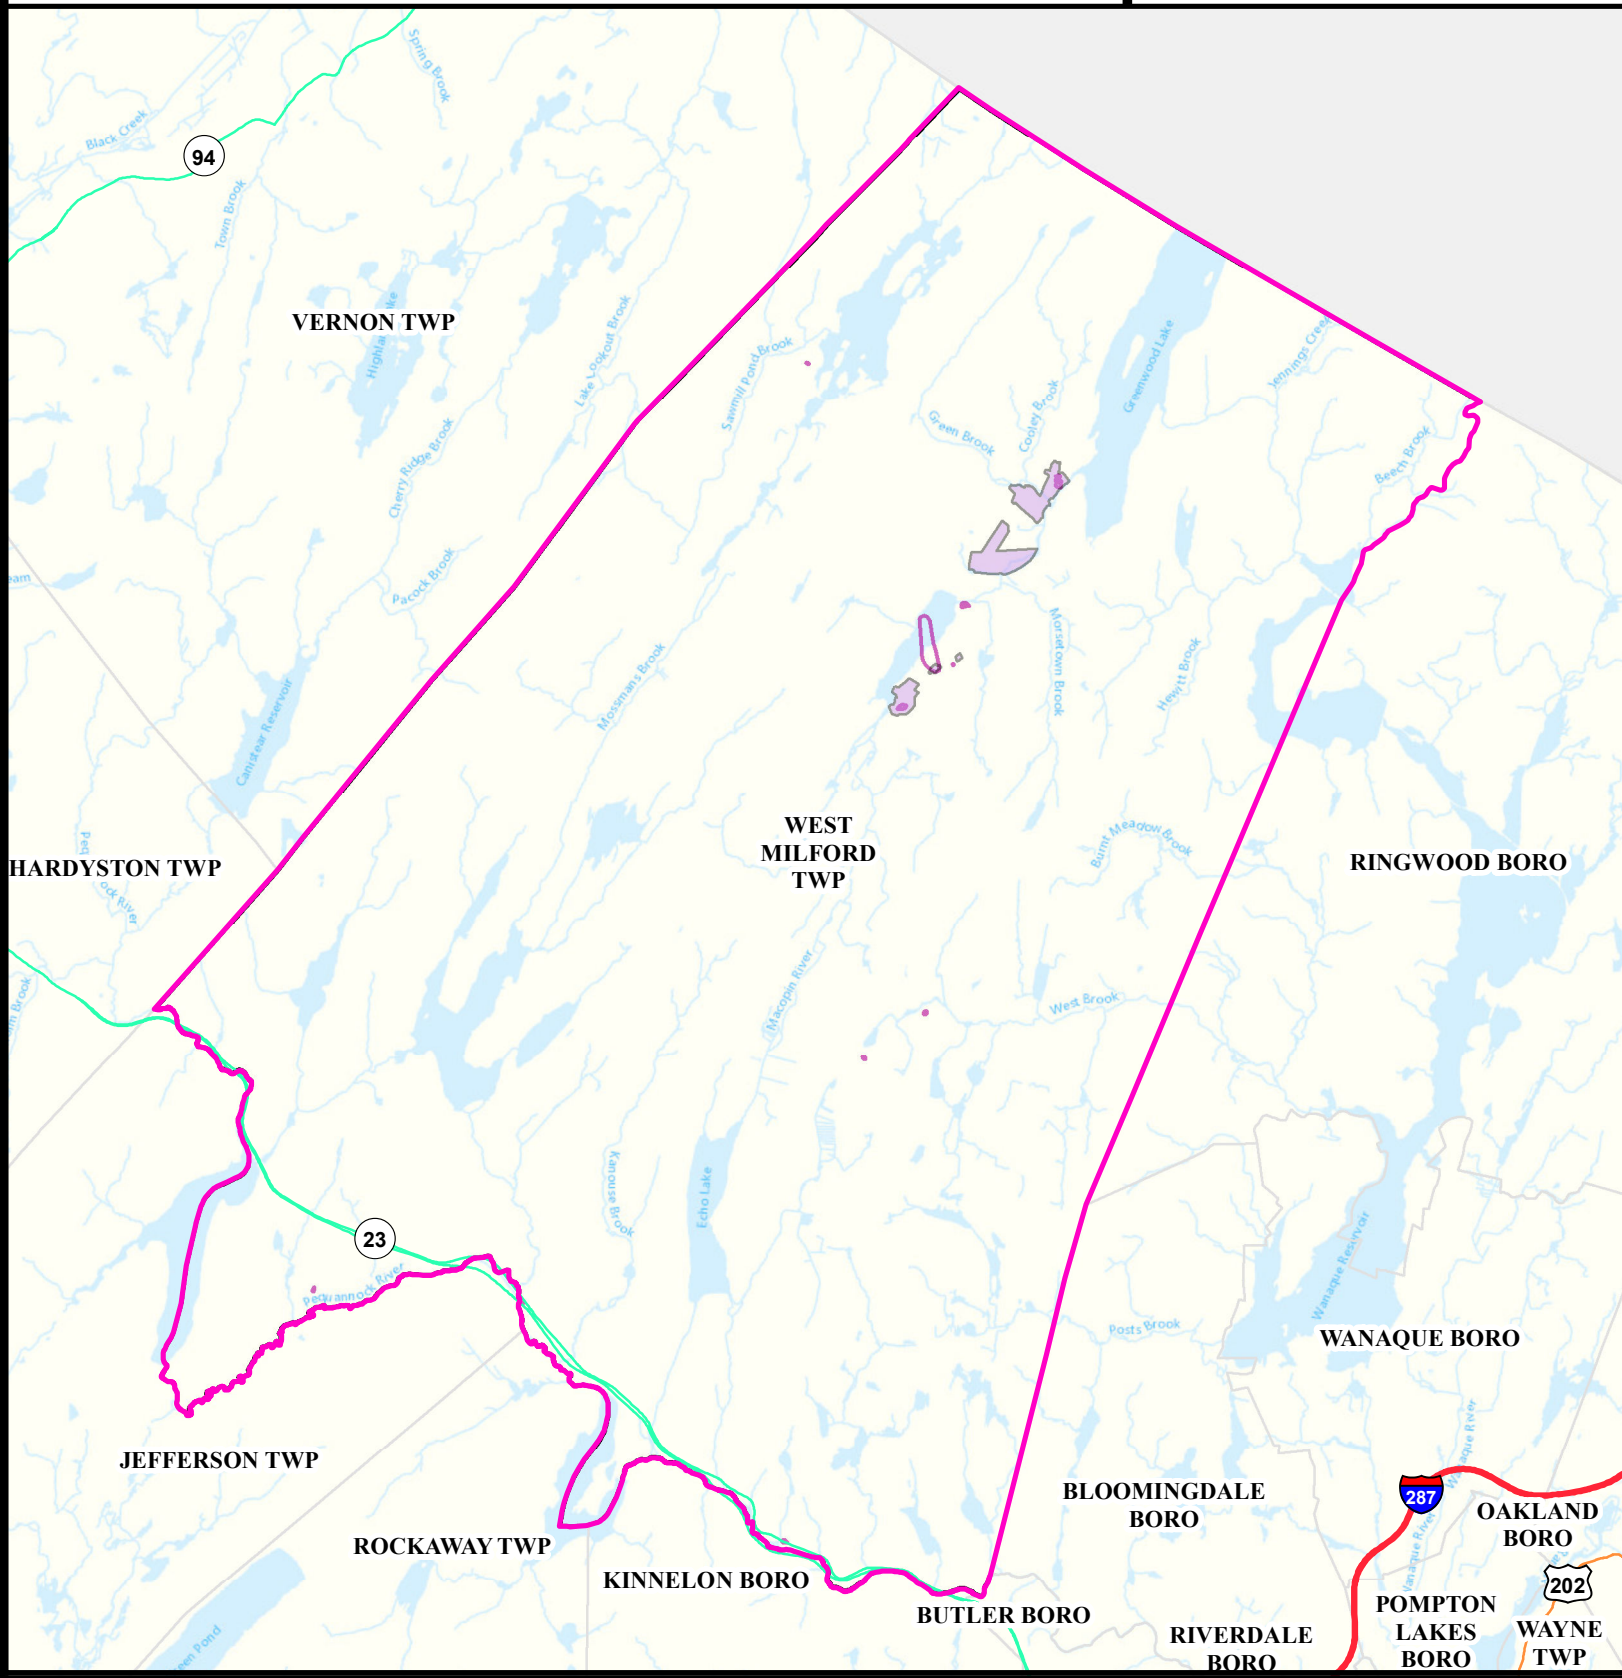 Spring Brook
Black Creek
94
Town Brook
VERNON TWP
Lake Lookout Brook
Sawmill Pond Brook
Greenwood Lake
Jennings Creek
Green Brook
Cooley Brook
Beech Brook
Cherry Ridge Brook
Pacock Brook
Morsetown Brook
Hewitt Brook
Mossmans Brook
Canistear Reservoir
WEST
MILFORD
TWP
Burnt Meadow Brook
RINGWOOD BORO
HARDYSTON TWP
Macopin River
West Brook
Brook
Kanouse Brook
Echo Lake
23
Pequannock River
Wanaque Reservoir
Posts Brook
WANAQUE BORO
Wanaque River
JEFFERSON TWP
BLOOMINGDALE
BORO
287
OAKLAND
BORO
ROCKAWAY TWP
KINNELON BORO
202
BUTLER BORO
POMPTON
LAKES
BORO
WAYNE
TWP
RIVERDALE
BORO
Pond